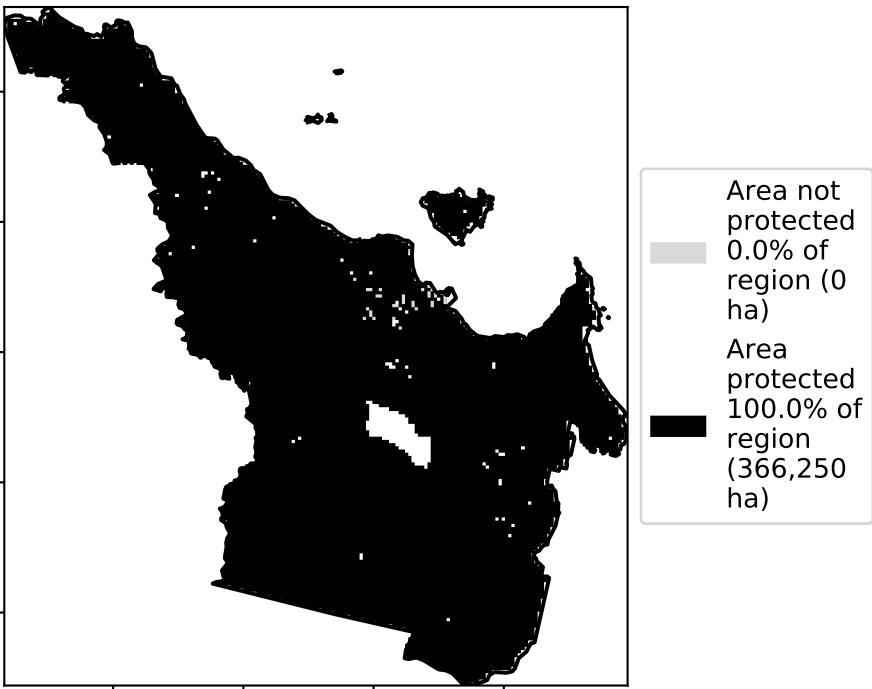 Area not
protected
0.0% of
region (0
ha)
Area
protected
100.0% of
region
(366,250
ha)